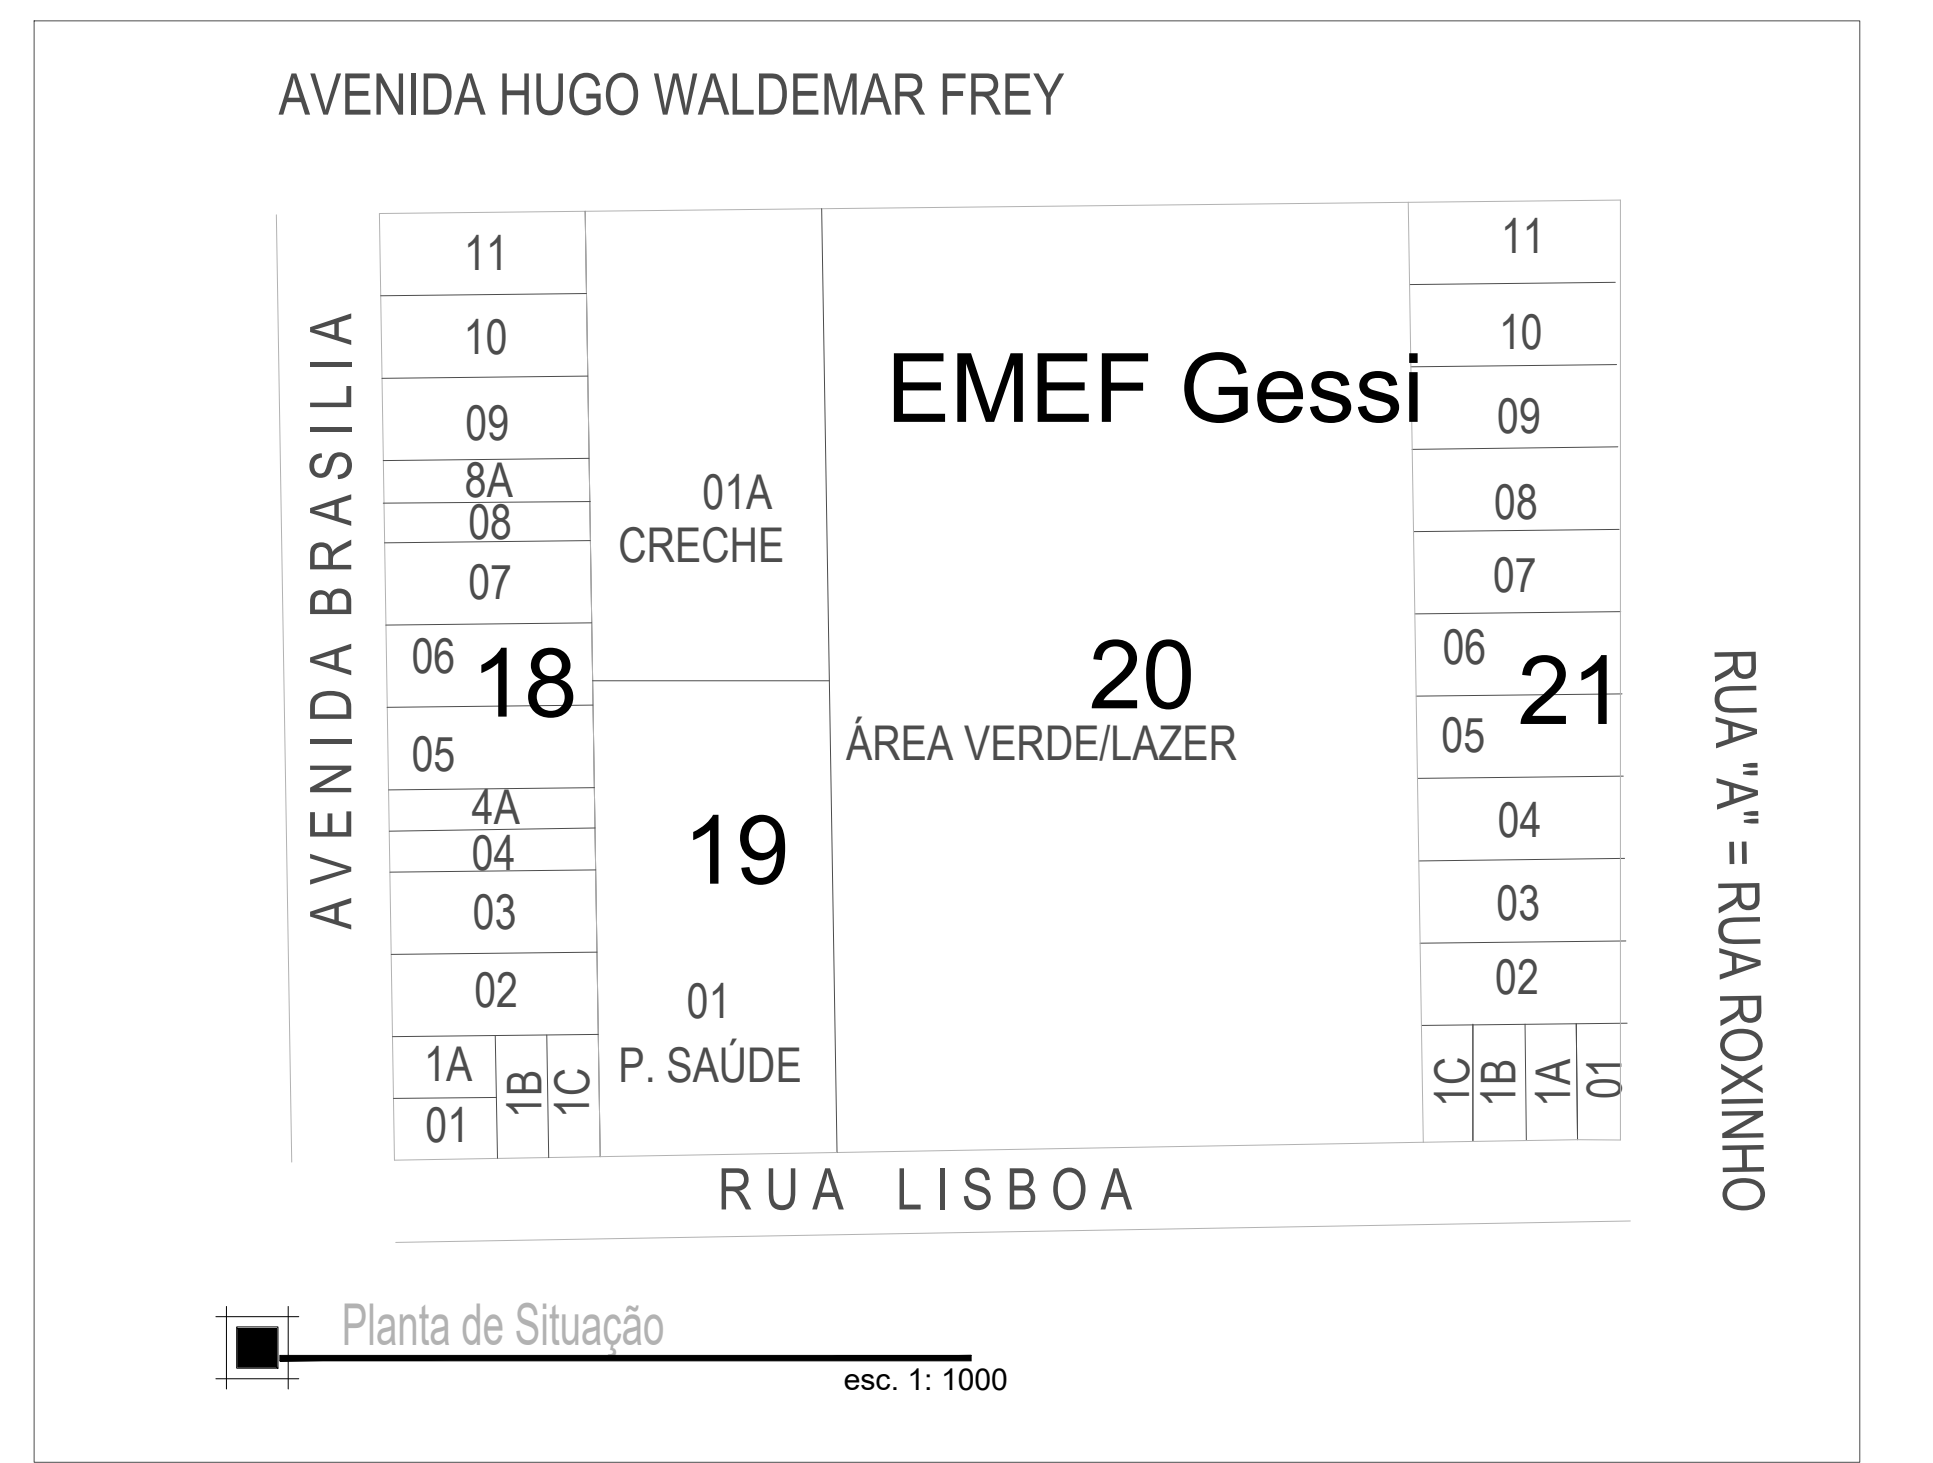 AVENIDA HUGO WALDEMAR FREY
AVENIDA BRASILIA
11
10
09
8A
08
07
06
18
05
4A
04
03
02
1A
01
1B
1C
01A
CRECHE
19
01
P. SAÚDE
EMEF Gessi
20
ÁREA VERDE/LAZER
11
10
09
08
07
06
21
05
04
03
02
1C
1B
1A
01
RUA "A" = RUA ROXINHO
RUA LISBOA
Planta de Situação
esc. 1: 1000